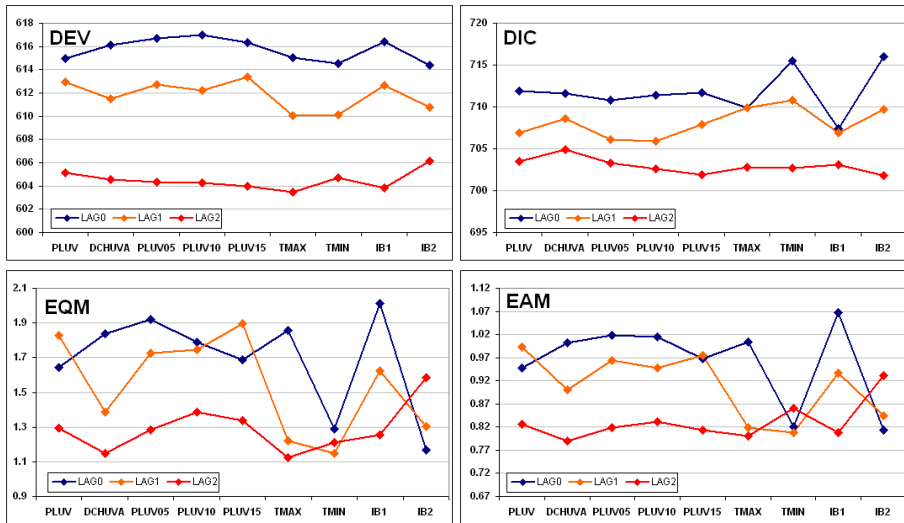 DEV
618
616
614
612
610
608
606
604
602
600
LAG0 LAG1 LAG2
PLUV DCHUVA PLUV05 PLUV10 PLUV15 TMAX TMIN IB1 IB2
DIC
720
715
710
705
700
695
LAG0 LAG1 LAG2
PLUV DCHUVA PLUV05 PLUV10 PLUV15 TMAX TMIN IB1 IB2
EQM
2.1
1.9
1.7
1.5
1.3
1.1
0.9
LAG0 LAG1 LAG2
PLUV DCHUVA PLUV05 PLUV10 PLUV15 TMAX TMIN IB1 IB2
EAM
1.12
1.07
1.02
0.97
0.92
0.87
0.82
0.77
0.72
0.67
LAG0 LAG1 LAG2
PLUV DCHUVA PLUV05 PLUV10 PLUV15 TMAX TMIN IB1 IB2